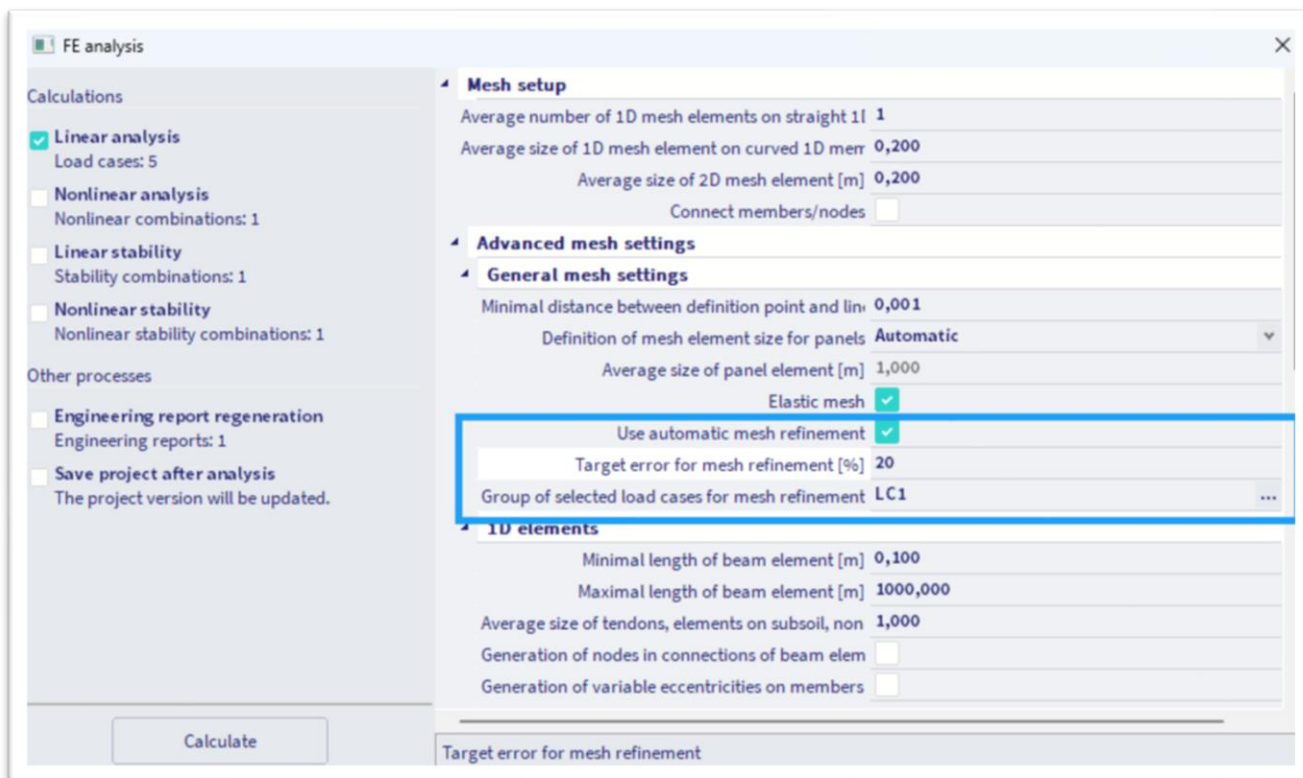 FE analysis
Calculations
Linear analysis
Load cases: 5
Nonlinear analysis
Nonlinear combinations: 1
Linear stability
Stability combinations: 1
Nonlinear stability
Nonlinear stability combinations: 1
Other processes
Engineering report regeneration
Engineering reports: 1
Save project after analysis
The project version will be updated.
Calculate
Mesh setup
Average number of 1D mesh elements on straight 1 1
Average size of 1D mesh element on curved 1D mem 0,200
Average size of 2D mesh element [m] 0,200
Connect members/nodes
Advanced mesh settings
General mesh settings
Minimal distance between definition point and line 0,001
Definition of mesh element size for panels Automatic
Average size of panel element [m] 1,000
Elastic mesh
Use automatic mesh refinement
Target error for mesh refinement [%] 20
Group of selected load cases for mesh refinement LC1 ...
1D elements
Minimal length of beam element [m] 0,100
Maximal length of beam element [m] 1000,000
Average size of tendons, elements on subsoil, non 1,000
Generation of nodes in connections of beam elem
Generation of variable eccentricities on members
Target error for mesh refinement